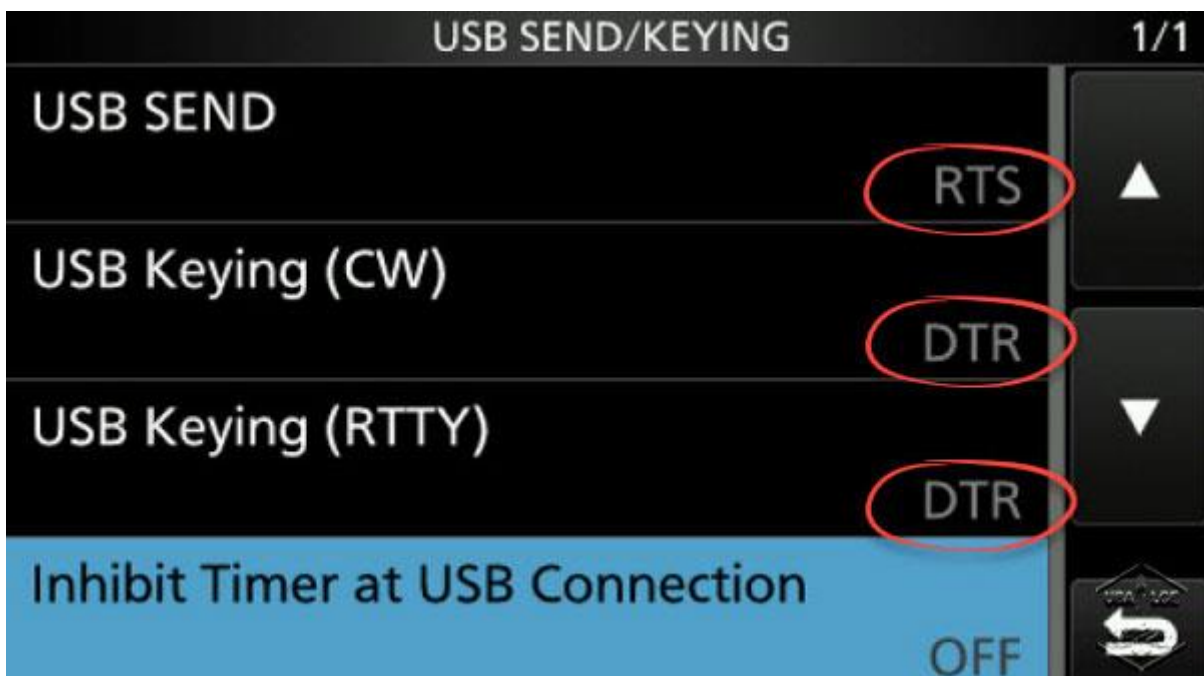 USB SEND/KEYING 1/1
USB SEND
RTS
USB Keying (CW)
DTR
USB Keying (RTTY)
DTR
Inhibit Timer at USB Connection
OFF